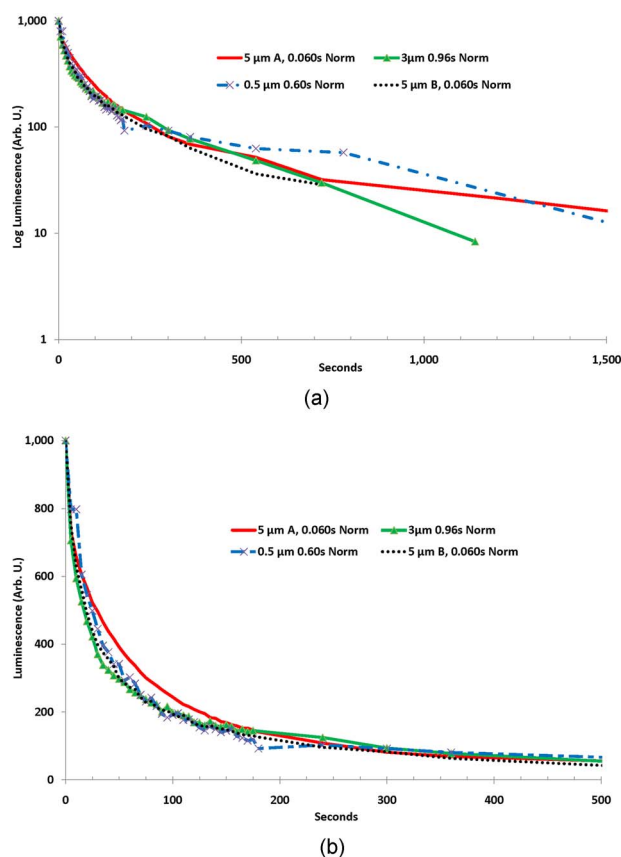 1,000
5 µm A, 0.060s Norm
3µm 0.96s Norm
0.5 µm 0.60s Norm
5 µm B, 0.060s Norm
100
10
1
Log Luminescence (Arb. U.)
0
500
1,000
1,500
Seconds
(a)
1,000
800
5 µm A, 0.060s Norm
3µm 0.96s Norm
0.5 µm 0.60s Norm
5 µm B, 0.060s Norm
600
400
200
0
Luminescence (Arb. U.)
0
100
200
300
400
500
Seconds
(b)